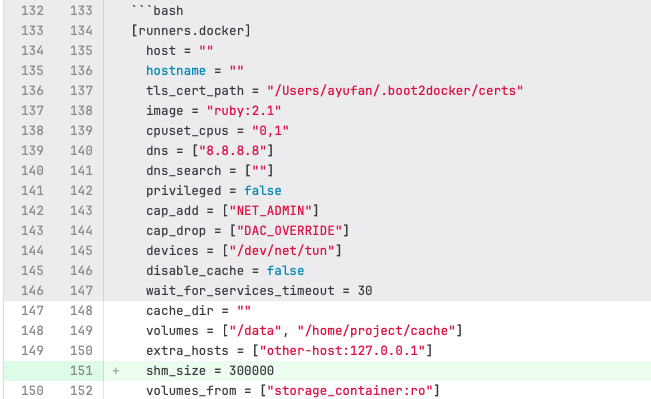 132 133 ```bash
133 134 [runners.docker]
134 135 host = ""
135 136 hostname = ""
136 137 tls_cert_path = "/Users/ayufan/.boot2docker/certs"
137 138 image = "ruby:2.1"
138 139 cpuset_cpus = "0,1"
139 140 dns = ["8.8.8.8"]
140 141 dns_search = [""]
141 142 privileged = false
142 143 cap_add = ["NET_ADMIN"]
143 144 cap_drop = ["DAC_OVERRIDE"]
144 145 devices = ["/dev/net/tun"]
145 146 disable_cache = false
146 147 wait_for_services_timeout = 30
147 148 cache_dir = ""
148 149 volumes = ["/data", "/home/project/cache"]
149 150 extra_hosts = ["other-host:127.0.0.1"]
151 + shm_size = 300000
150 152 volumes_from = ["storage_container:ro"]